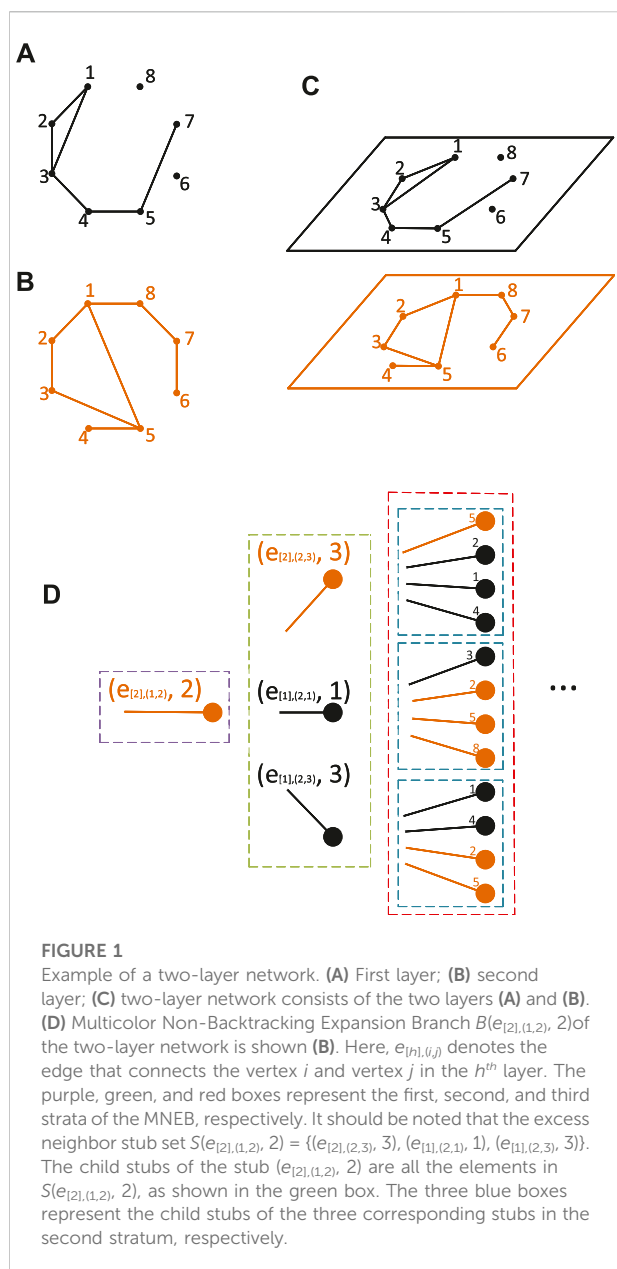 A
1
8
2
7
3
6
4
5
C
1
8
2
7
3
6
4
5
B
1
8
2
7
3
6
4
5
1
8
2
7
3
6
4
5
D
(e[2],(1,2), 2)
(e[2],(2,3), 3)
(e[1],(2,1), 1)
(e[1],(2,3), 3)
5
2
1
4
3
2
5
8
1
4
2
5
...
FIGURE 1
Example of a two-layer network. (A) First layer; (B) second
layer; (C) two-layer network consists of the two layers (A) and (B).
(D) Multicolor Non-Backtracking Expansion Branch B(e[2],(1,2), 2)of
the two-layer network is shown (B). Here, e[h],(i,j) denotes the
edge that connects the vertex i and vertex j in the hth layer. The
purple, green, and red boxes represent the first, second, and third
strata of the MNEB, respectively. It should be noted that the excess
neighbor stub set S(e[2],(1,2), 2) = {(e[2],(2,3), 3), (e[1],(2,1), 1), (e[1],(2,3), 3)}.
The child stubs of the stub (e[2],(1,2), 2) are all the elements in
S(e[2],(1,2), 2), as shown in the green box. The three blue boxes
represent the child stubs of the three corresponding stubs in the
second stratum, respectively.